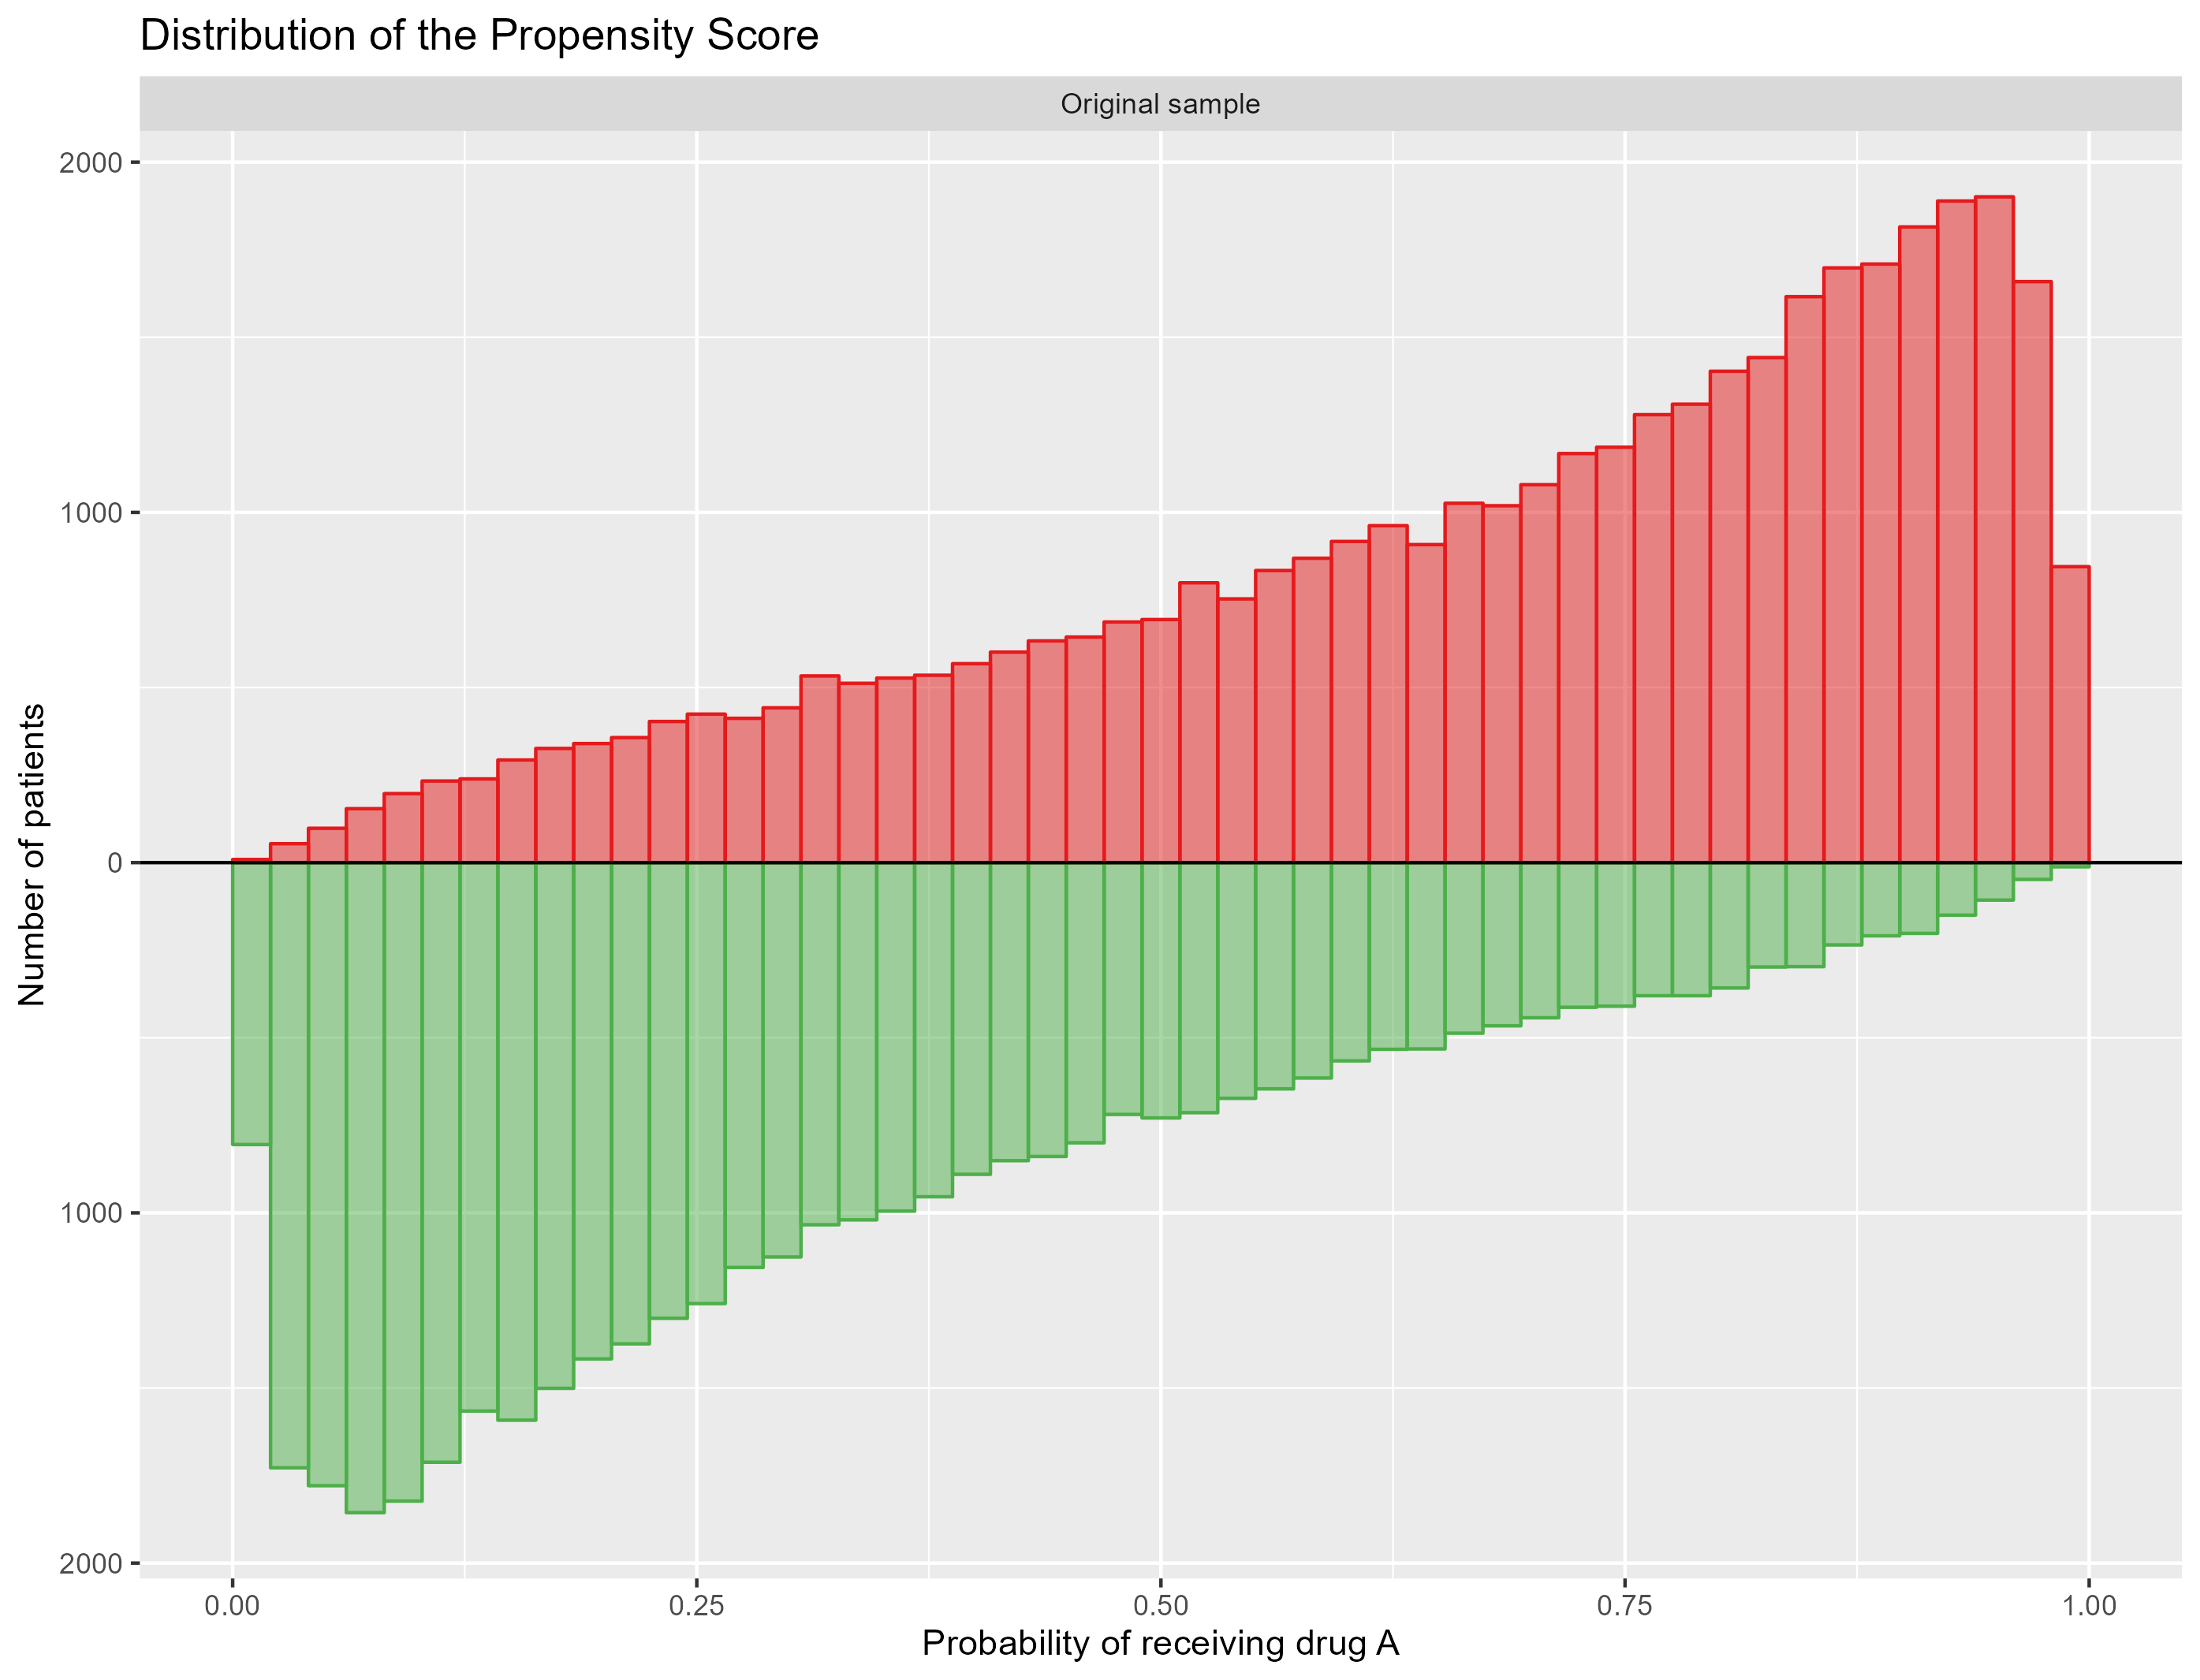 Distribution of the Propensity Score
Original sample
2000
1000
0
1000
2000
Number of patients
0.00 0.25 0.50 0.75 1.00
Probability of receiving drug A